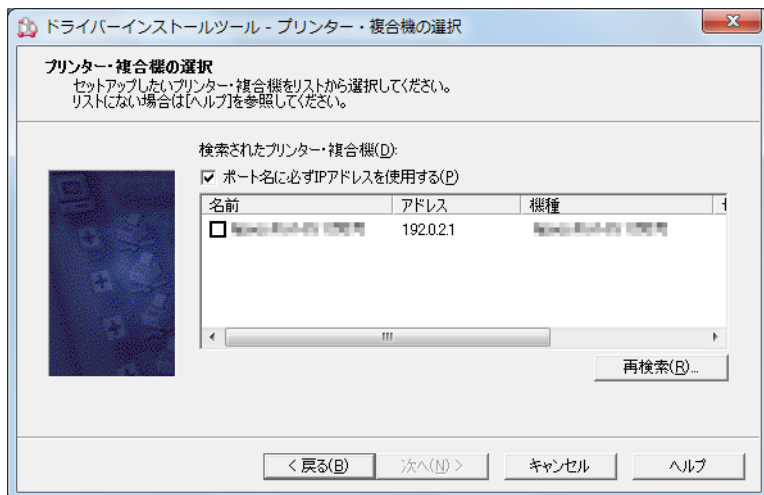 ドライバーインストールツール - プリンター・複合機の選択
プリンター・複合機の選択
セットアップしたいプリンター・複合機をリストから選択してください。
リストにない場合は[ヘルプ]を参照してください。
検索されたプリンター・複合機(D):
ポート名に必ずIPアドレスを使用する(P)
名前 アドレス 機種
192.0.2.1
再検索(R)...
< 戻る(B) 次へ(N) > キャンセル ヘルプ